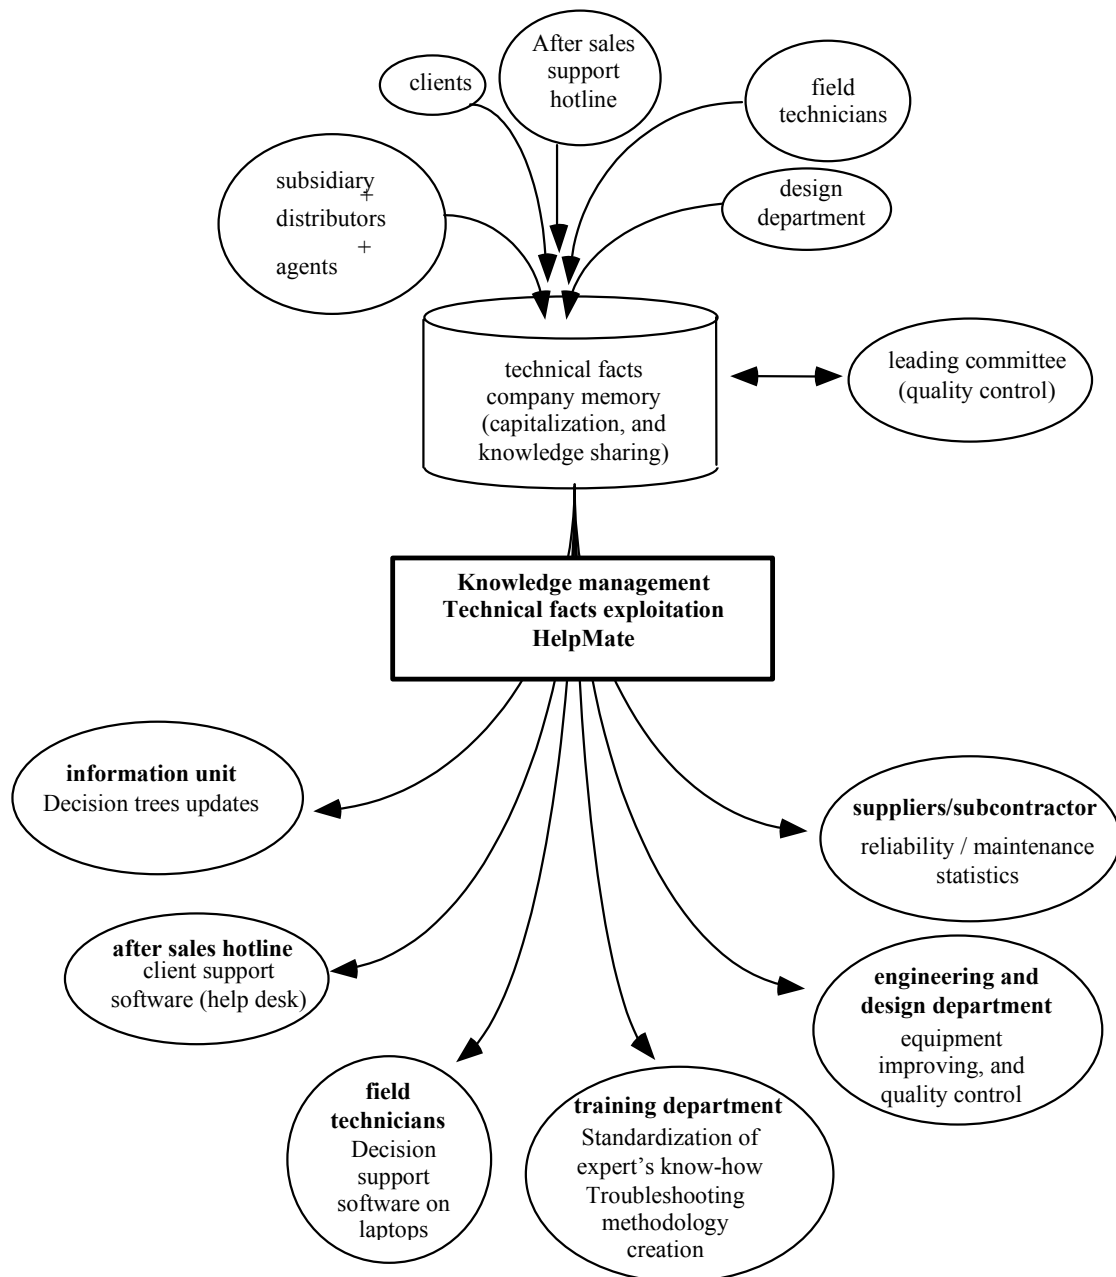 clients
After sales
support
hotline
field
technicians
subsidiary
+
distributors
+
agents
design
department
technical facts
company memory
(capitalization, and
knowledge sharing)
leading committee
(quality control)
Knowledge management
Technical facts exploitation
HelpMate
information unit
Decision trees updates
suppliers/subcontractor
reliability / maintenance
statistics
after sales hotline
client support
software (help desk)
engineering and
design department
equipment
improving, and
quality control
field
technicians
Decision
support
software on
laptops
training department
Standardization of
expert’s know-how
Troubleshooting
methodology
creation